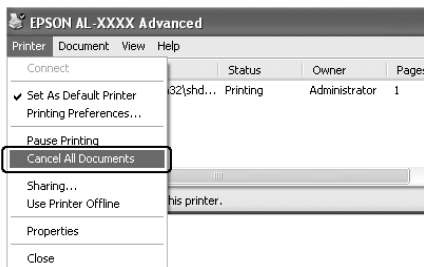 EPSON AL-XXXX Advanced
Printer Document View Help
Connect
Status Owner Pages
Set As Default Printer
32\shd... Printing Administrator 1
Printing Preferences...
Pause Printing
Cancel All Documents
Sharing...
Use Printer Offline
his printer.
Properties
Close